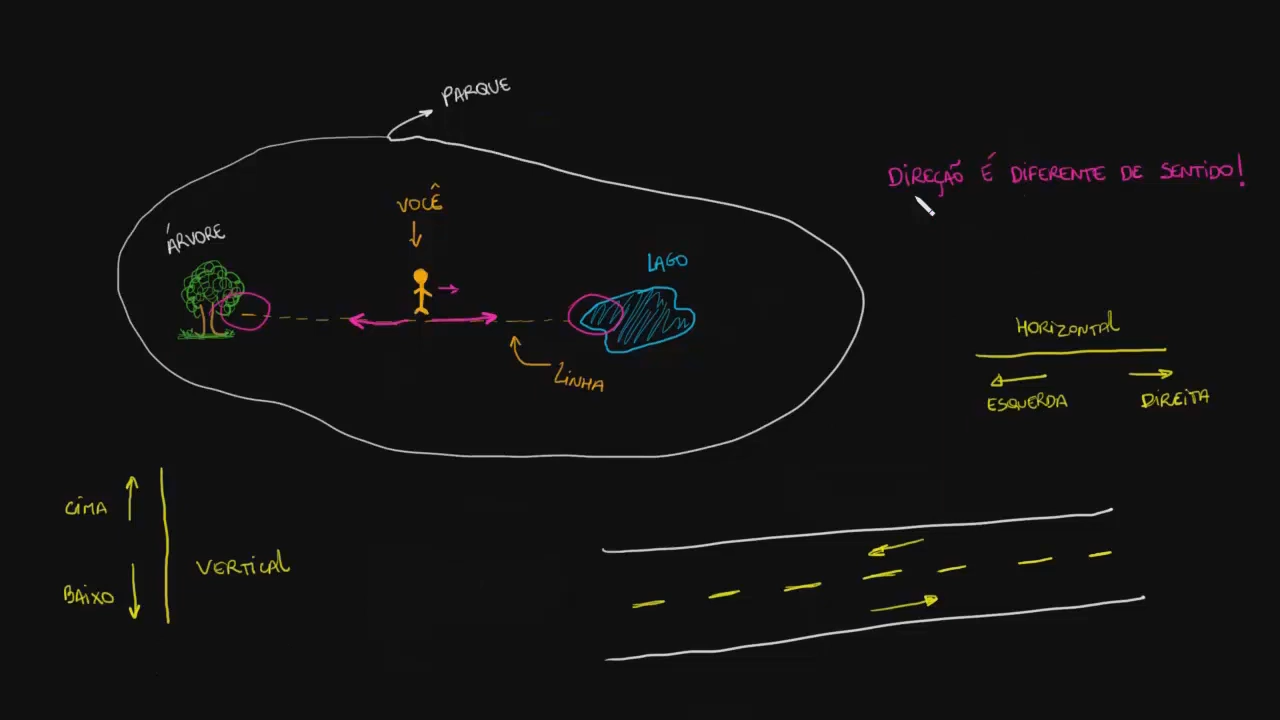 PARQUE
DIREÇÃO É DIFERENTE DE SENTIDO!
VOCÊ
ÁRVORE
LAGO
HORIZONTAL
LINHA
ESQUERDA
DIREITA
CIMA
VERTICAL
BAIXO